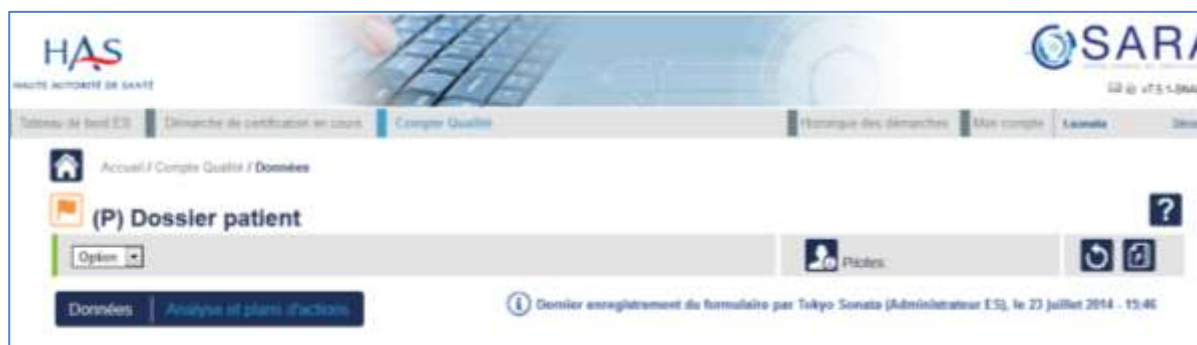 HAS
HAUTE AUTORITÉ DE SANTÉ
SARA
Tableau de bord ES Démarche de certification en cours Compte Qualité Historique des démarches Mon compte
Accueil / Compte Qualité / Données
(P) Dossier patient
?
Option Pilotes
Données Analyse et plans d'actions
Dernier enregistrement du formulaire par Tokyo Sonata (Administrateur ES), le 23 Juillet 2014 - 15:46